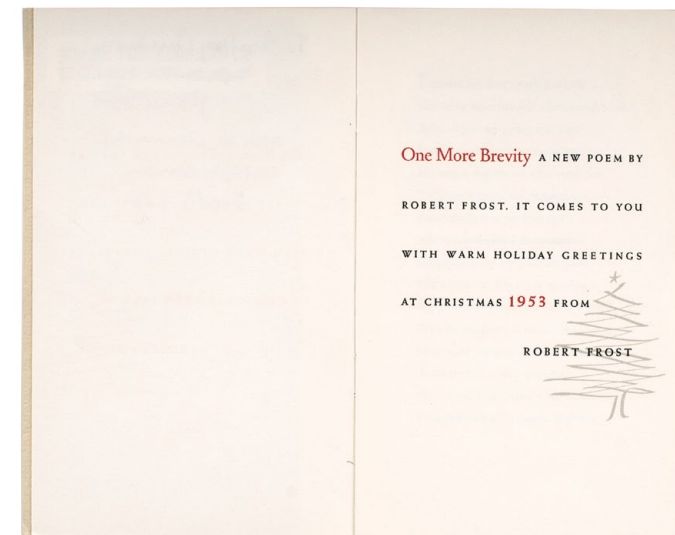 One More Brevity A NEW POEM BY
ROBERT FROST. IT COMES TO YOU
WITH WARM HOLIDAY GREETINGS
AT CHRISTMAS 1953 FROM
ROBERT FROST